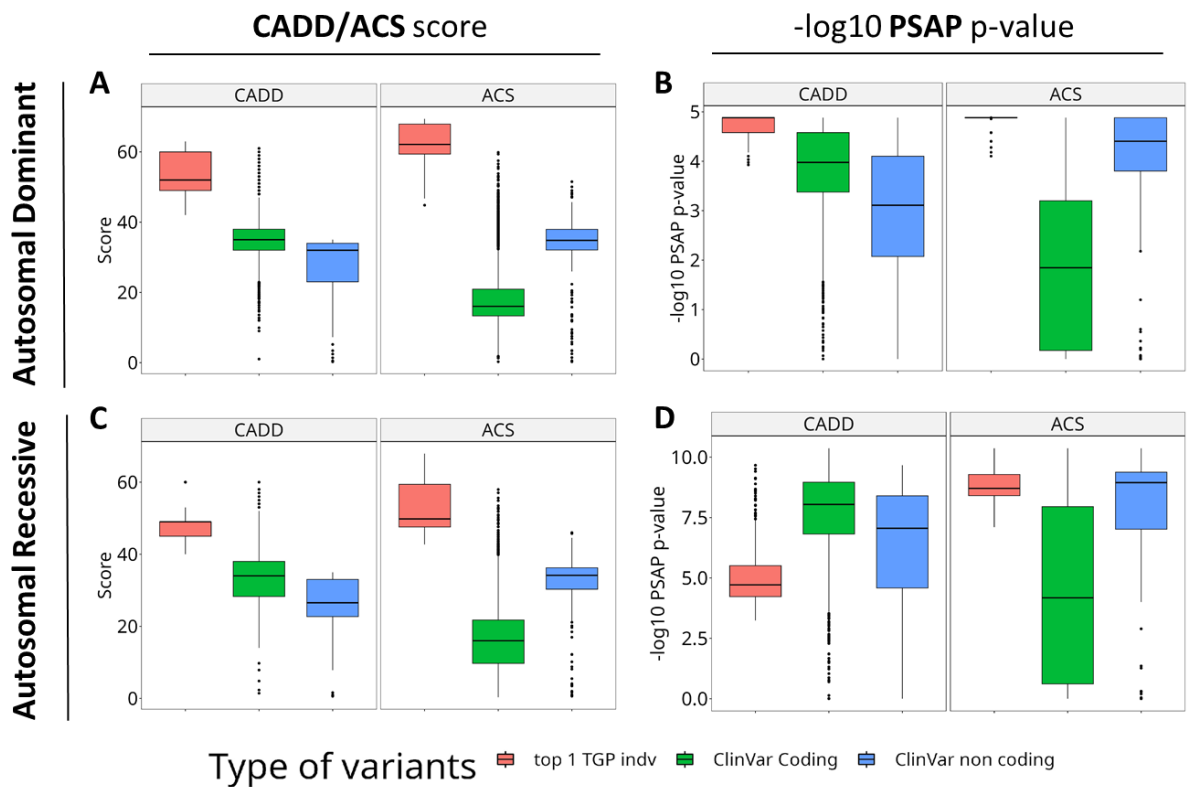 CADD/ACS score
-log10 PSAP p-value
Autosomal Dominant
A
CADD
ACS
Score
60
40
20
0
B
CADD
ACS
-log10 PSAP p-value
5
4
3
2
1
0
Autosomal Recessive
C
CADD
ACS
Score
60
40
20
0
D
CADD
ACS
-log10 PSAP p-value
10.0
7.5
5.0
2.5
0.0
Type of variants top 1 TGP indv ClinVar Coding ClinVar non coding